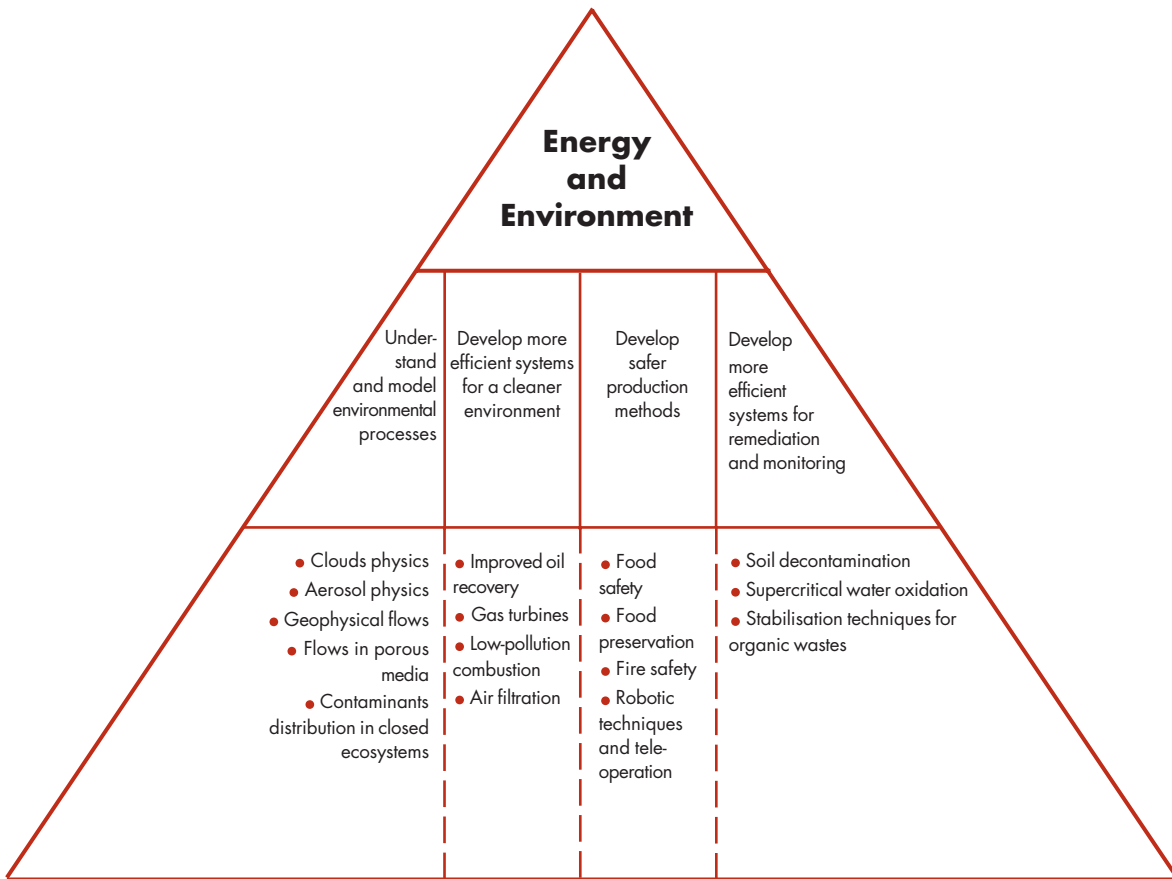 Energy
and
Environment
Under-
stand
and model
environmental
processes
Develop more
efficient systems
for a cleaner
environment
Develop
safer
production
methods
Develop
more
efficient
systems for
remediation
and monitoring
• Clouds physics
• Aerosol physics
• Geophysical flows
• Flows in porous
media
• Contaminants
distribution in closed
ecosystems
• Improved oil
recovery
• Gas turbines
• Low-pollution
combustion
• Air filtration
• Food
safety
• Food
preservation
• Fire safety
• Robotic
techniques
and tele-
operation
• Soil decontamination
• Supercritical water oxidation
• Stabilisation techniques for
organic wastes